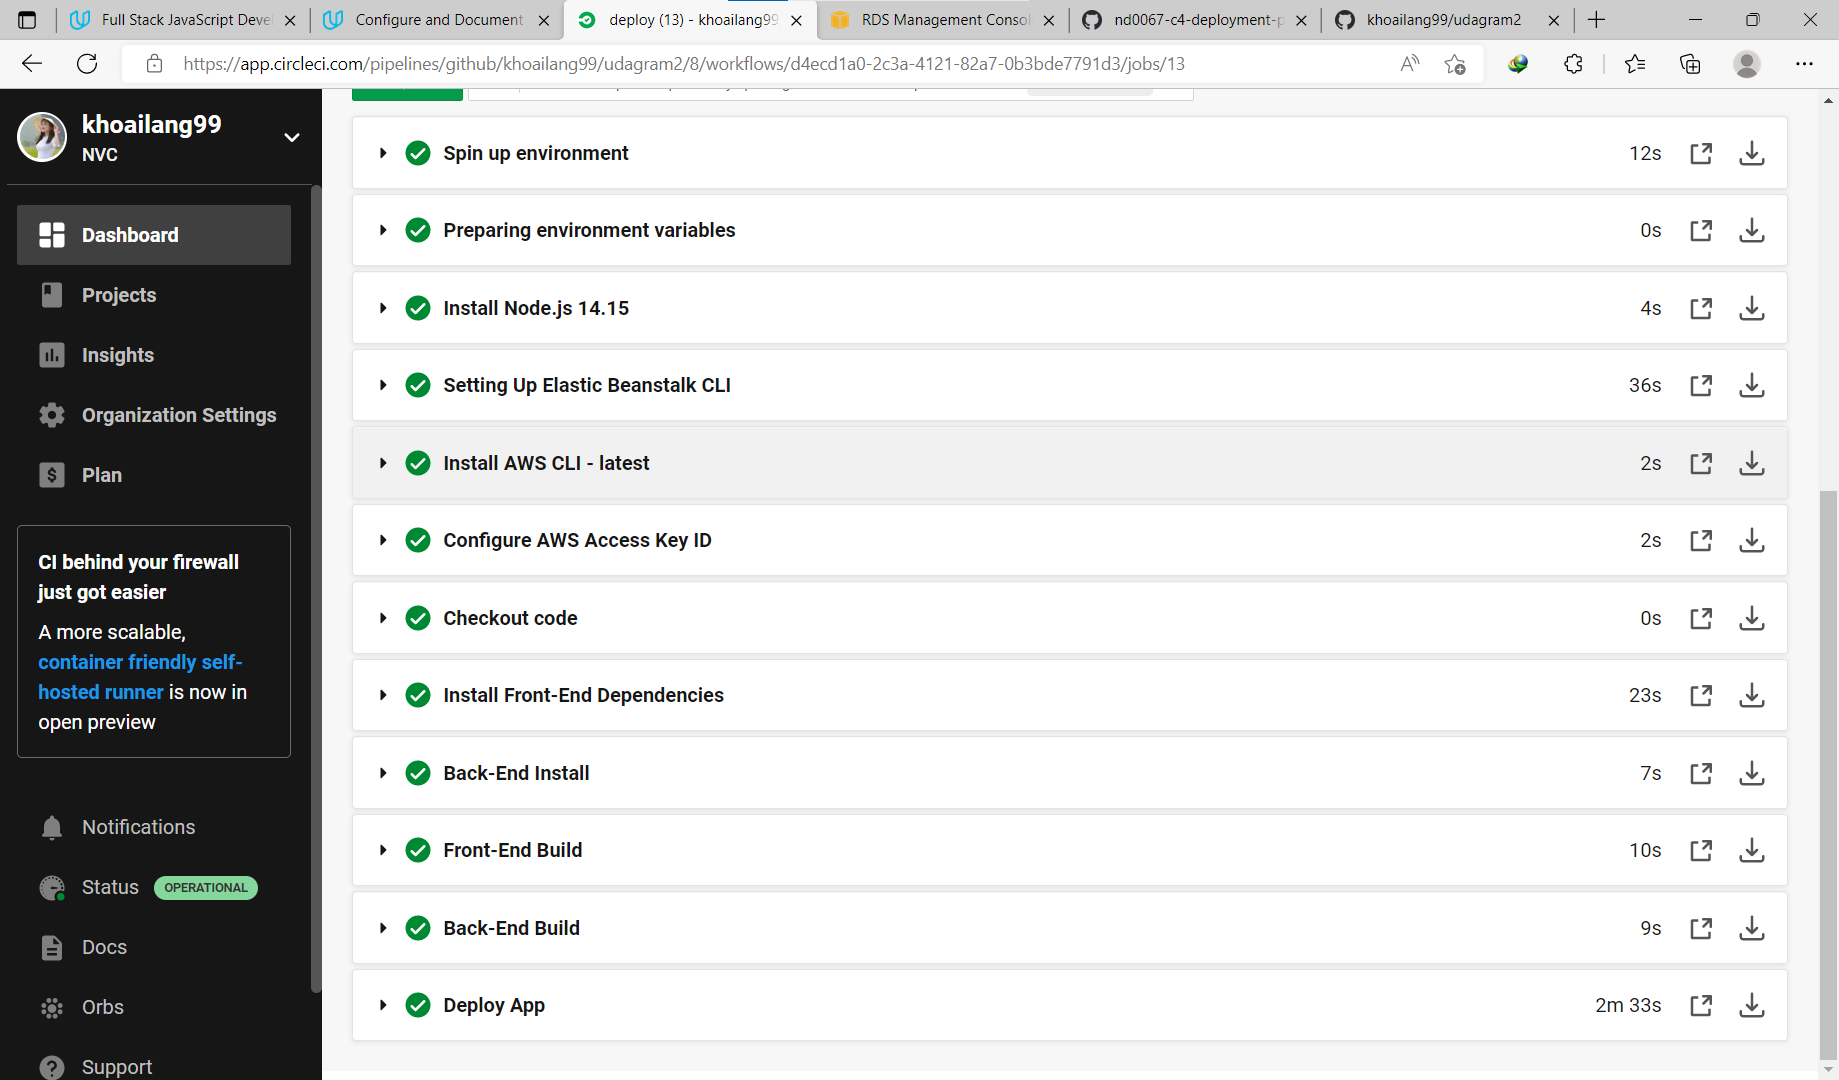 Full Stack JavaScript Devel
Configure and Document
deploy (13) - khoailang99
RDS Management Consol
nd0067-c4-deployment-p
khoailang99/udagram2
https://app.circleci.com/pipelines/github/khoailang99/udagram2/8/workflows/d4ecd1a0-2c3a-4121-82a7-0b3bde7791d3/jobs/13
khoailang99
NVC
Dashboard
Projects
Insights
Organization Settings
Plan
CI behind your firewall
just got easier
A more scalable,
container friendly self-
hosted runner is now in
open preview
Notifications
Status OPERATIONAL
Docs
Orbs
Support
Spin up environment 12s
Preparing environment variables 0s
Install Node.js 14.15 4s
Setting Up Elastic Beanstalk CLI 36s
Install AWS CLI - latest 2s
Configure AWS Access Key ID 2s
Checkout code 0s
Install Front-End Dependencies 23s
Back-End Install 7s
Front-End Build 10s
Back-End Build 9s
Deploy App 2m 33s